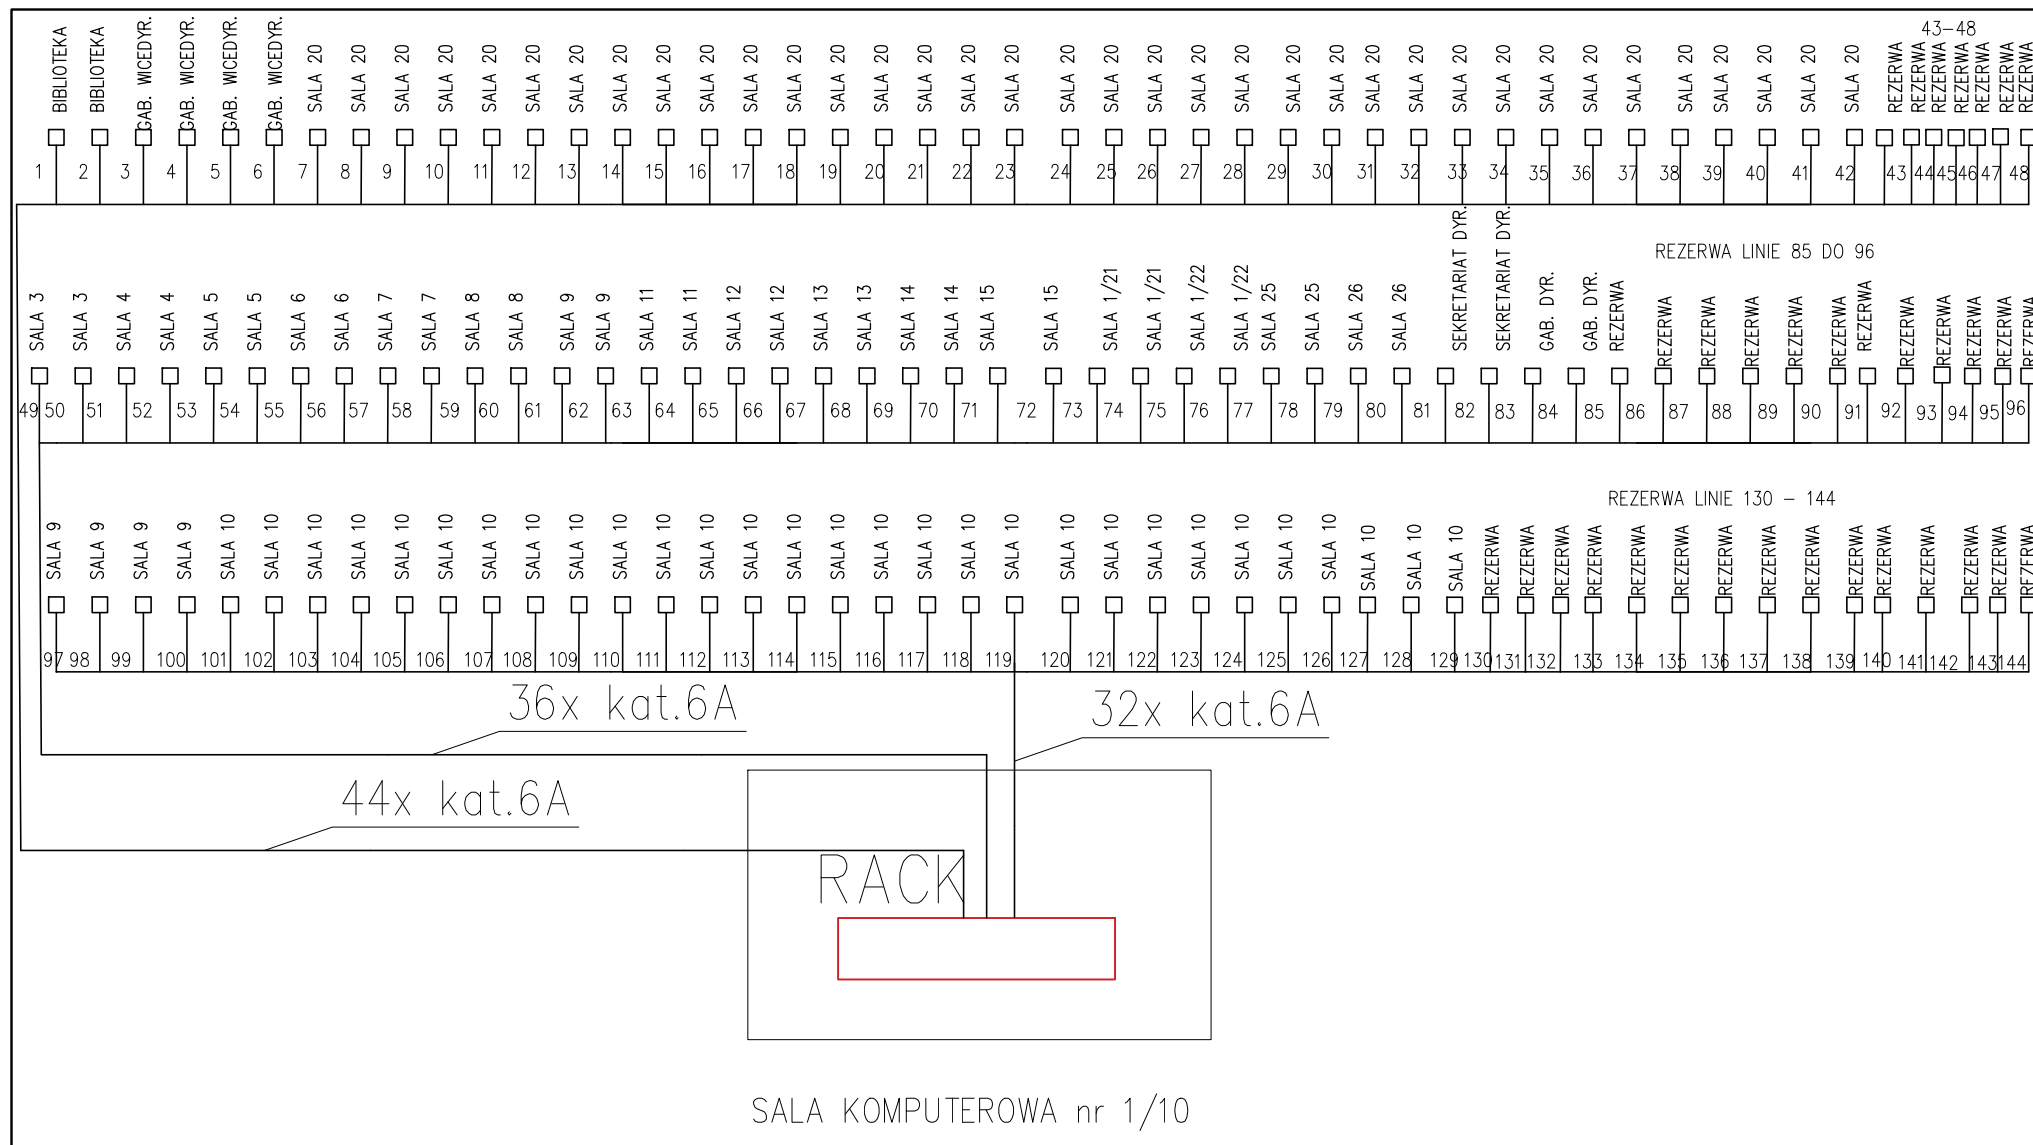 43-48
BIBLIOTEKA BIBLIOTEKA GAB. WICEDYR. GAB. WICEDYR. GAB. WICEDYR. GAB. WICEDYR. SALA 20 SALA 20 SALA 20 SALA 20 SALA 20 SALA 20 SALA 20 SALA 20 SALA 20 SALA 20 SALA 20 SALA 20 SALA 20 SALA 20 SALA 20 SALA 20 SALA 20 SALA 20 SALA 20 SALA 20 SALA 20 SALA 20 SALA 20 SALA 20 SALA 20 SALA 20 SALA 20 SALA 20 SALA 20 SALA 20 SALA 20 SALA 20 SALA 20 SALA 20 SALA 20 SALA 20 REZERWA REZERWA REZERWA REZERWA REZERWA REZERWA REZERWA
1 2 3 4 5 6 7 8 9 10 11 12 13 14 15 16 17 18 19 20 21 22 23 24 25 26 27 28 29 30 31 32 33 34 35 36 37 38 39 40 41 42 43 44 45 46 47 48
REZERWA LINIE 85 DO 96
SALA 3 SALA 3 SALA 4 SALA 4 SALA 5 SALA 5 SALA 6 SALA 6 SALA 7 SALA 7 SALA 8 SALA 8 SALA 9 SALA 9 SALA 11 SALA 11 SALA 12 SALA 12 SALA 13 SALA 13 SALA 14 SALA 14 SALA 15 SALA 15 SALA 1/21 SALA 1/21 SALA 1/22 SALA 1/22 SALA 25 SALA 25 SALA 26 SALA 26 SEKRETARIAT DYR. SEKRETARIAT DYR. GAB. DYR. GAB. DYR. REZERWA REZERWA REZERWA REZERWA REZERWA REZERWA REZERWA REZERWA REZERWA REZERWA REZERWA REZERWA
49 50 51 52 53 54 55 56 57 58 59 60 61 62 63 64 65 66 67 68 69 70 71 72 73 74 75 76 77 78 79 80 81 82 83 84 85 86 87 88 89 90 91 92 93 94 95 96
REZERWA LINIE 130 - 144
SALA 9 SALA 9 SALA 9 SALA 9 SALA 10 SALA 10 SALA 10 SALA 10 SALA 10 SALA 10 SALA 10 SALA 10 SALA 10 SALA 10 SALA 10 SALA 10 SALA 10 SALA 10 SALA 10 SALA 10 SALA 10 SALA 10 SALA 10 SALA 10 SALA 10 SALA 10 SALA 10 SALA 10 SALA 10 SALA 10 SALA 10 SALA 10 SALA 10 REZERWA REZERWA REZERWA REZERWA REZERWA REZERWA REZERWA REZERWA REZERWA REZERWA REZERWA REZERWA REZERWA REZERWA REZERWA
97 98 99 100 101 102 103 104 105 106 107 108 109 110 111 112 113 114 115 116 117 118 119 120 121 122 123 124 125 126 127 128 129 130 131 132 133 134 135 136 137 138 139 140 141 142 143 144
36x kat.6A
32x kat.6A
44x kat.6A
RACK
SALA KOMPUTEROWA nr 1/10